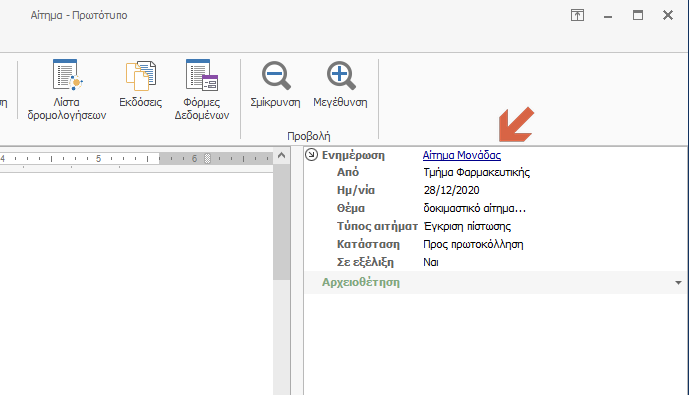 Αίτημα - Πρωτότυπο
ση
Λίστα
δρομολογήσεων
Εκδόσεις
Φόρμες
Δεδομένων
Σμίκρυνση
Μεγέθυνση
Προβολή
4 5 6
Ενημέρωση Αίτημα Μονάδας
Από Τμήμα Φαρμακευτικής
Ημ/νία 28/12/2020
Θέμα δοκιμαστικό αίτημα...
Τύπος αιτήματ Έγκριση πίστωσης
Κατάσταση Προς πρωτοκόλληση
Σε εξέλιξη Ναι
Αρχειοθέτηση